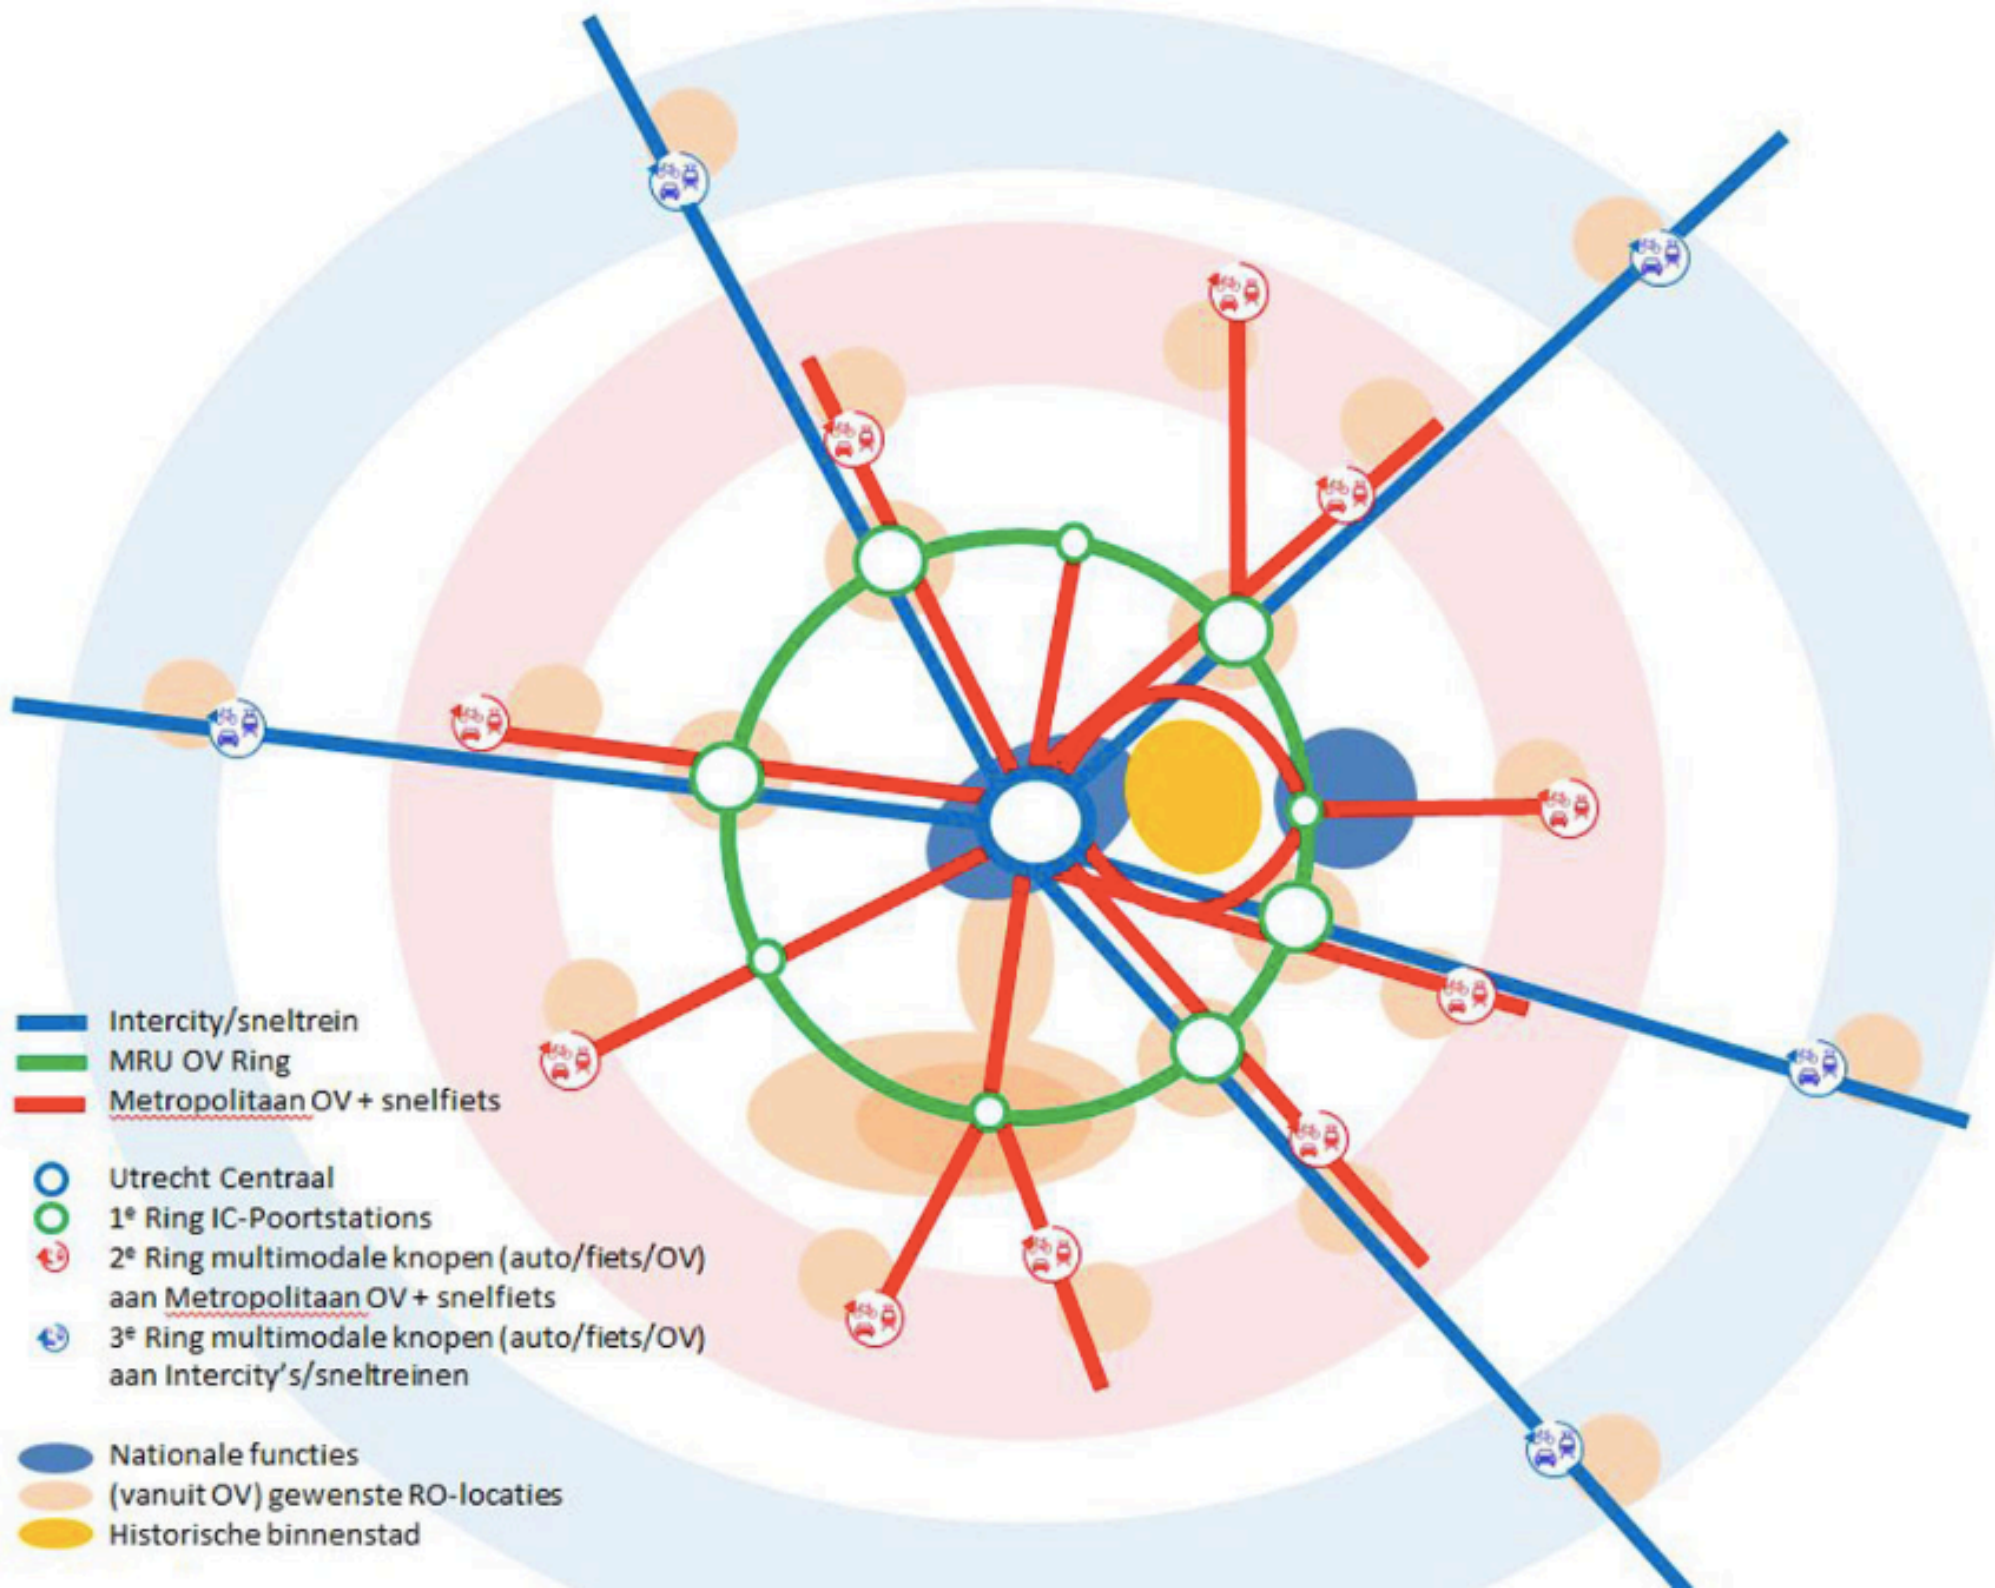 Intercity/sneltrein
MRU OV Ring
Metropolitaan OV + snelfiets
Utrecht Centraal
1e Ring IC-Poortstations
2e Ring multimodale knopen (auto/fiets/OV)
aan Metropolitaan OV + snelfiets
3e Ring multimodale knopen (auto/fiets/OV)
aan Intercity's/sneltreinen
Nationale functies
(vanuit OV) gewenste RO-locaties
Historische binnenstad